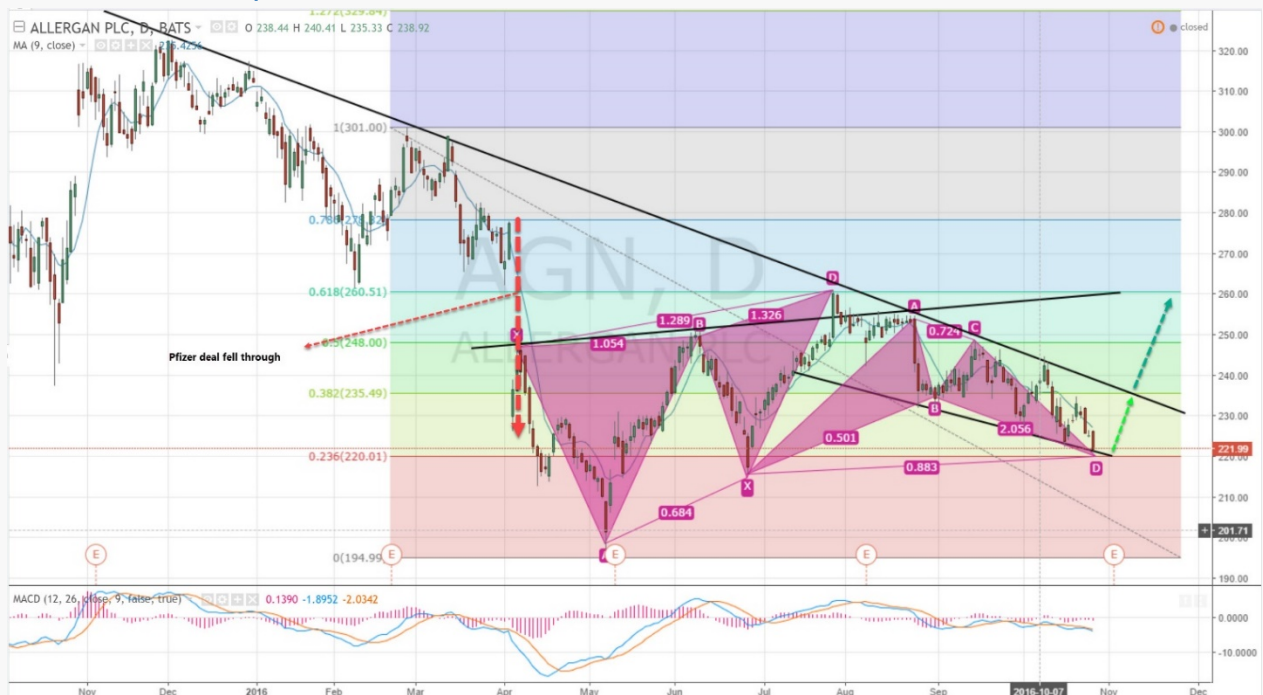 1.272(329.84)
ALLERGAN PLC, D, BATS O 238.44 H 240.41 L 235.33 C 238.92
closed
MA (9, close)
320.00
310.00
1(301.00)
300.00
290.00
280.00
270.00
AGN, D
D
0.618(260.51)
260.00
1.289
1.326
A
X
B
250.00
1.054
0.724
C
0.5(248.00)
ALLERGAN PLC
Pfizer deal fell through
240.00
0.382(235.49)
B
230.00
0.501
2.056
221.99
0.236(220.01)
220.00
0.883
D
X
210.00
0.684
201.71
200.00
E
E
E
E
E
0(194.99)
190.00
MACD (12, 26, close, 9, false, true) 0.1390 -1.8952 -2.0342
0.0000
-10.0000
Nov
Dec
2016
Feb
Mar
Apr
May
Jun
Jul
Aug
Sep
2016-10-07
Nov
Dec